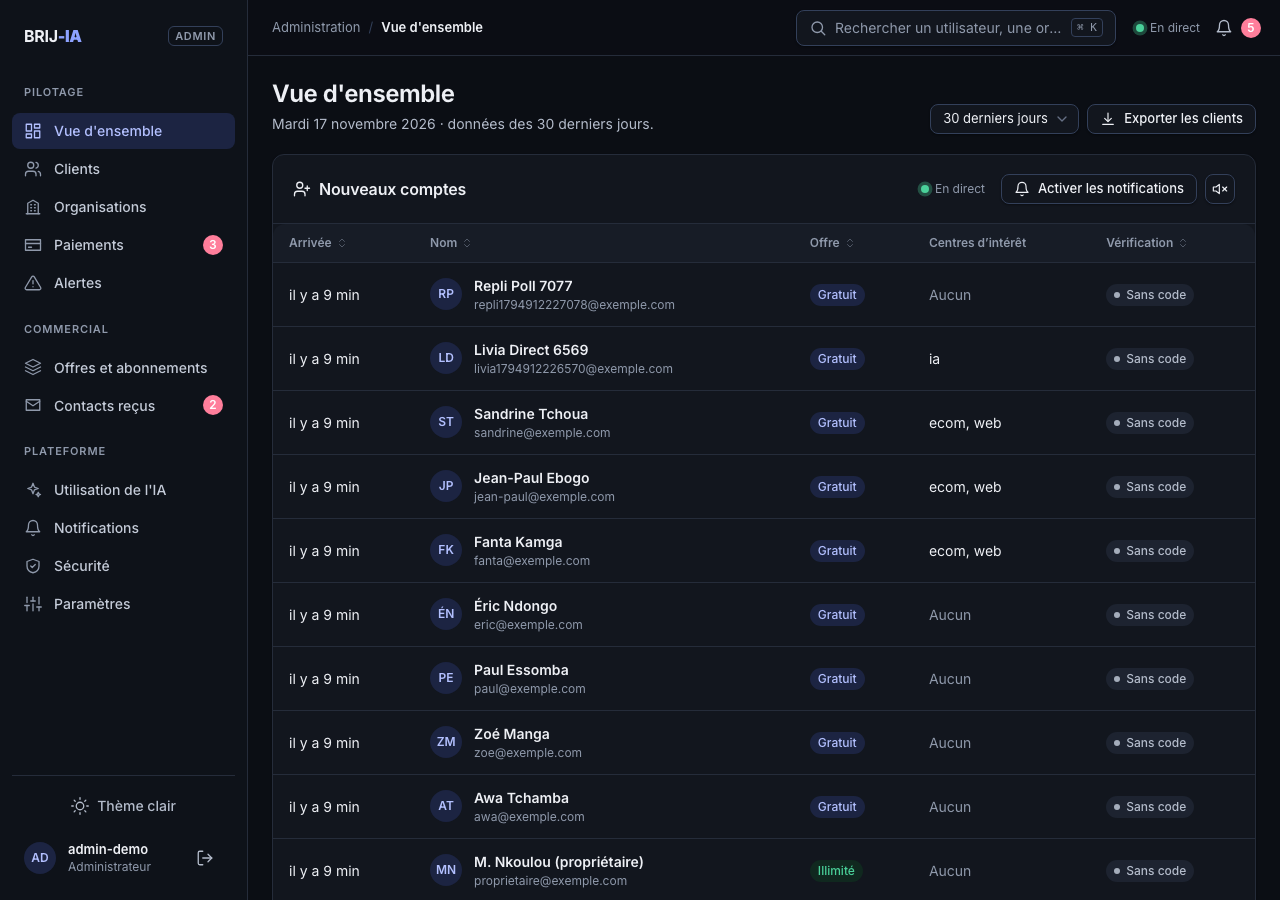 BRIJ-IA
ADMIN
PILOTAGE
Vue d'ensemble
Clients
Organisations
Paiements 3
Alertes
COMMERCIAL
Offres et abonnements
Contacts reçus 2
PLATEFORME
Utilisation de l'IA
Notifications
Sécurité
Paramètres
Thème clair
AD
admin-demo
Administrateur
Administration / Vue d'ensemble
Rechercher un utilisateur, une or… ⌘ K
En direct
5
Vue d'ensemble
Mardi 17 novembre 2026 · données des 30 derniers jours.
30 derniers jours
Exporter les clients
Nouveaux comptes
En direct
Activer les notifications
Arrivée Nom Offre Centres d’intérêt Vérification
il y a 9 min RP Repli Poll 7077 Gratuit Aucun Sans code
repli1794912227078@exemple.com
il y a 9 min LD Livia Direct 6569 Gratuit ia Sans code
livia1794912226570@exemple.com
il y a 9 min ST Sandrine Tchoua Gratuit ecom, web Sans code
sandrine@exemple.com
il y a 9 min JP Jean-Paul Ebogo Gratuit ecom, web Sans code
jean-paul@exemple.com
il y a 9 min FK Fanta Kamga Gratuit ecom, web Sans code
fanta@exemple.com
il y a 9 min ÉN Éric Ndongo Gratuit Aucun Sans code
eric@exemple.com
il y a 9 min PE Paul Essomba Gratuit Aucun Sans code
paul@exemple.com
il y a 9 min ZM Zoé Manga Gratuit Aucun Sans code
zoe@exemple.com
il y a 9 min AT Awa Tchamba Gratuit Aucun Sans code
awa@exemple.com
il y a 9 min MN M. Nkoulou (propriétaire) Illimité Aucun Sans code
proprietaire@exemple.com